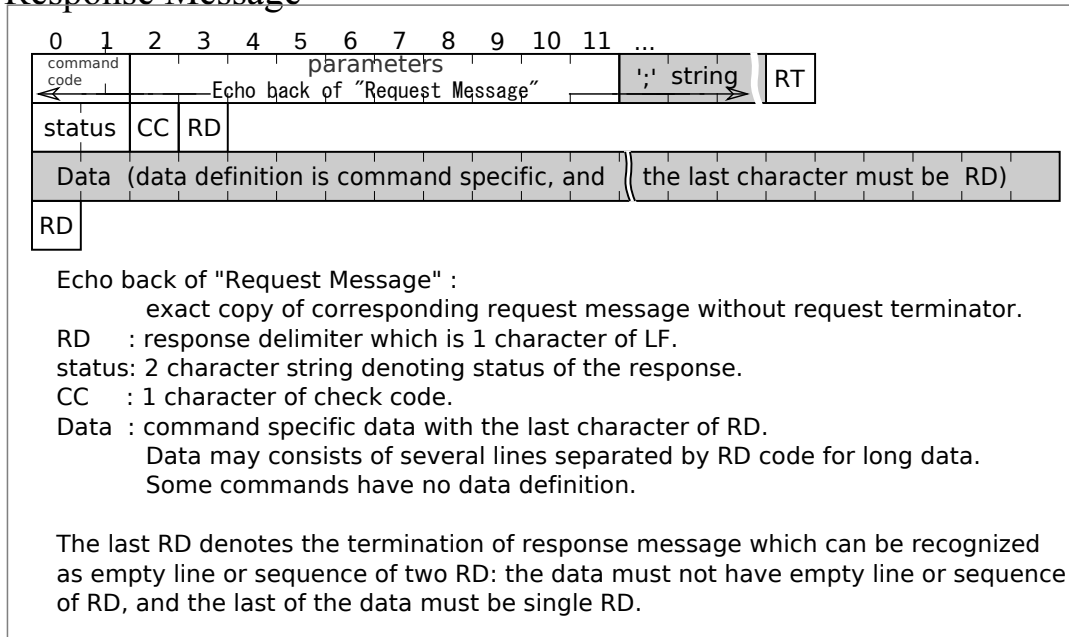 Response Message
0 1 2 3 4 5 6 7 8 9 10 11 ...
command code parameters ';' string RT
Echo back of "Request Message"
status CC RD
Data (data definition is command specific, and the last character must be RD)
RD
Echo back of "Request Message" :
exact copy of corresponding request message without request terminator.
RD : response delimiter which is 1 character of LF.
status: 2 character string denoting status of the response.
CC : 1 character of check code.
Data : command specific data with the last character of RD.
Data may consists of several lines separated by RD code for long data.
Some commands have no data definition.
The last RD denotes the termination of response message which can be recognized
as empty line or sequence of two RD: the data must not have empty line or sequence
of RD, and the last of the data must be single RD.